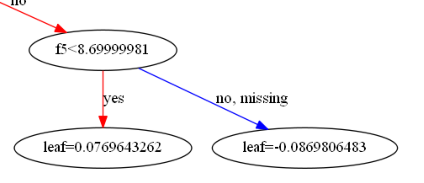 no
f5<8.69999981
yes
no, missing
leaf=0.0769643262
leaf=-0.0869806483